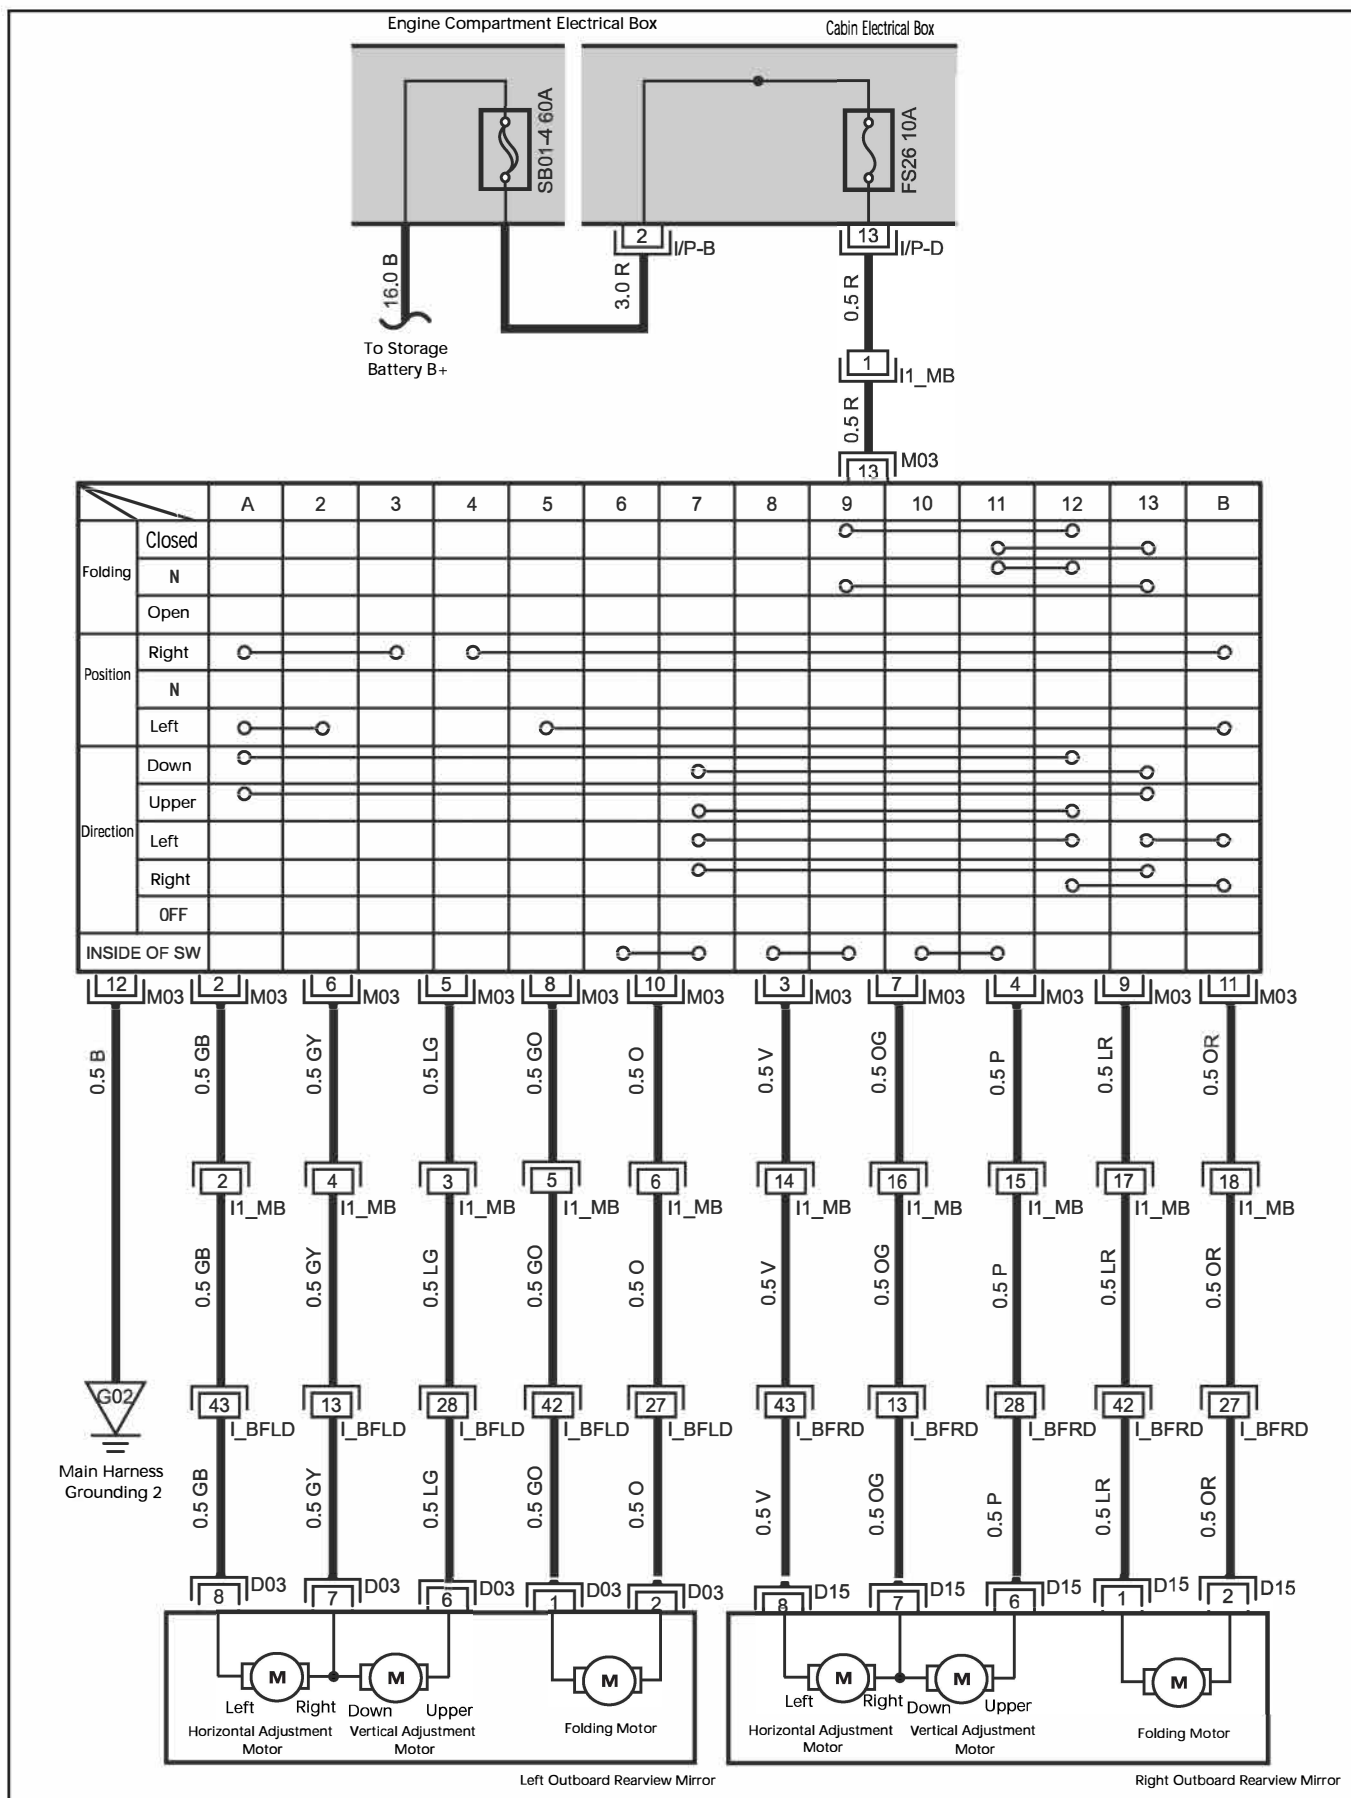 Engine Compartment Electrical Box
Cabin Electrical Box
SB01-4 60A
FS26 10A
2
I/P-B
13
I/P-D
16.0 B
3.0 R
0.5 R
To Storage
Battery B+
1
I1_MB
0.5 R
M03
13
A 2 3 4 5 6 7 8 9 10 11 12 13 B
Folding
Closed
N
Open
Position
Right
N
Left
Direction
Down
Upper
Left
Right
OFF
INSIDE OF SW
12 M03 2 M03 6 M03 5 M03 8 M03 10 M03 3 M03 7 M03 4 M03 9 M03 11 M03
0.5 B 0.5 GB 0.5 GY 0.5 LG 0.5 GO 0.5 O 0.5 V 0.5 OG 0.5 P 0.5 LR 0.5 OR
2 4 3 5 6 14 16 15 17 18
I1_MB I1_MB I1_MB I1_MB I1_MB I1_MB I1_MB I1_MB I1_MB I1_MB
0.5 GB 0.5 GY 0.5 LG 0.5 GO 0.5 O 0.5 V 0.5 OG 0.5 P 0.5 LR 0.5 OR
G02 43 13 28 42 27 43 13 28 42 27
I_BFLD I_BFLD I_BFLD I_BFLD I_BFLD I_BFRD I_BFRD I_BFRD I_BFRD I_BFRD
Main Harness
Grounding 2
0.5 GB 0.5 GY 0.5 LG 0.5 GO 0.5 O 0.5 V 0.5 OG 0.5 P 0.5 LR 0.5 OR
8 D03 7 D03 6 D03 1 D03 2 D03 8 D15 7 D15 6 D15 1 D15 2 D15
M M M M M M
Left Right Down Upper Left Right Down Upper
Horizontal Adjustment
Motor
Vertical Adjustment
Motor
Folding Motor
Horizontal Adjustment
Motor
Vertical Adjustment
Motor
Folding Motor
Left Outboard Rearview Mirror
Right Outboard Rearview Mirror